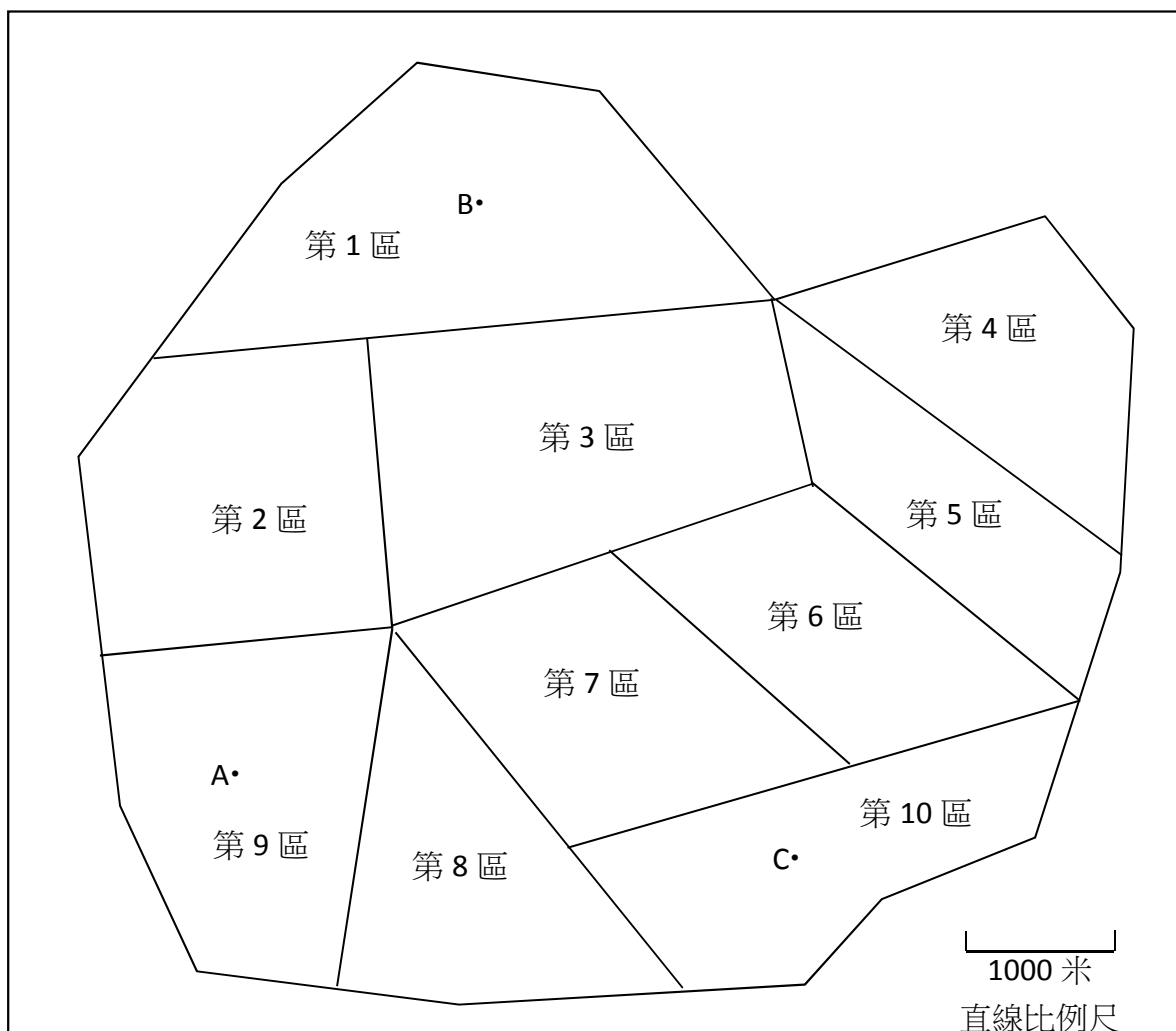 B•
第 1 區
第 4 區
第 3 區
第 2 區
第 5 區
第 6 區
第 7 區
A•
第 9 區
第 10 區
第 8 區
C•
1000 米
直線比例尺